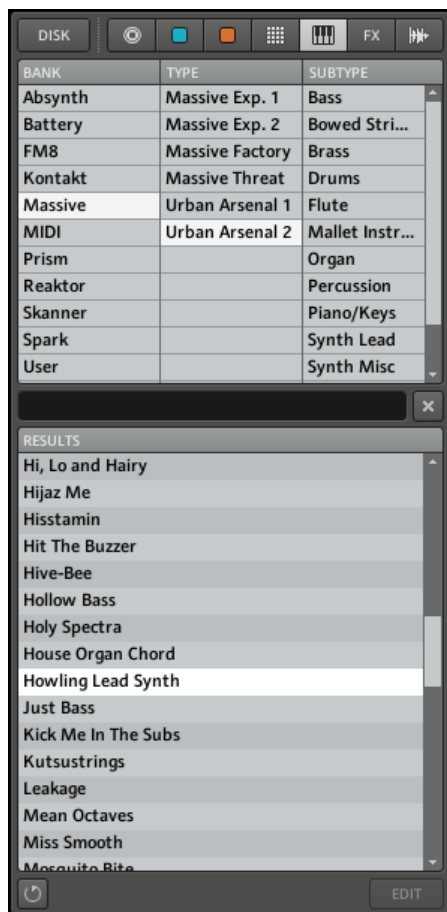 DISK FX
BANK TYPE SUBTYPE
Absynth Massive Exp. 1 Bass
Battery Massive Exp. 2 Bowed Stri...
FM8 Massive Factory Brass
Kontakt Massive Threat Drums
Massive Urban Arsenal 1 Flute
MIDI Urban Arsenal 2 Mallet Instr...
Prism Organ
Reaktor Percussion
Skanner Piano/Keys
Spark Synth Lead
User Synth Misc
RESULTS
Hi, Lo and Hairy
Hijaz Me
Hisstamin
Hit The Buzzer
Hive-Bee
Hollow Bass
Holy Spectra
House Organ Chord
Howling Lead Synth
Just Bass
Kick Me In The Subs
Kutsustrings
Leakage
Mean Octaves
Miss Smooth
Mosquito Bite
EDIT